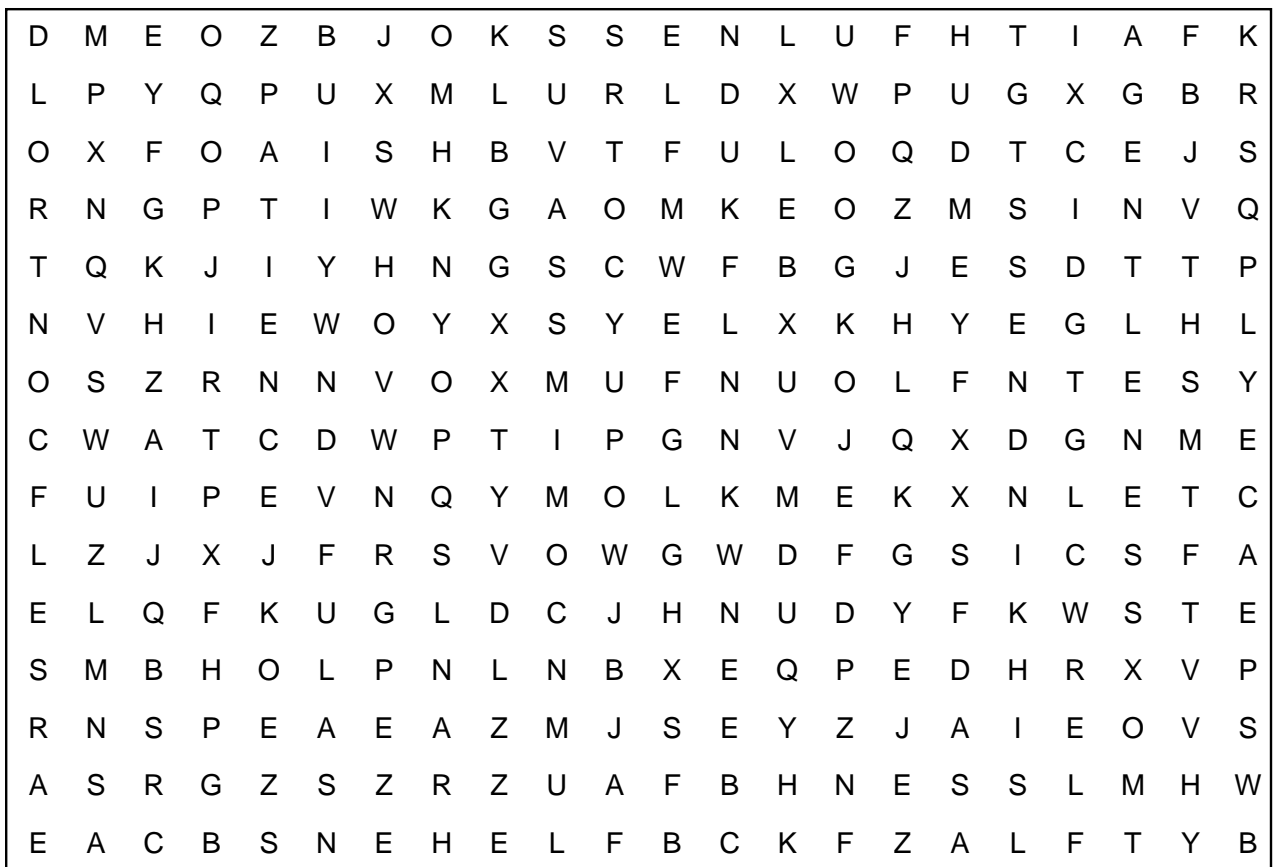 D M E O Z B J O K S S E N L U F H T I A F K
L P Y Q P U X M L U R L D X W P U G X G B R
O X F O A I S H B V T F U L O Q D T C E J S
R N G P T I W K G A O M K E O Z M S I N V Q
T Q K J I Y H N G S C W F B G J E S D T T P
N V H I E W O Y X S Y E L X K H Y E G L H L
O S Z R N N V O X M U F N U O L F N T E S Y
C W A T C D W P T I P G N V J Q X D G N M E
F U I P E V N Q Y M O L K M E K X N L E T C
L Z J X J F R S V O W G W D F G S I C S F A
E L Q F K U G L D C J H N U D Y F K W S T E
S M B H O L P N L N B X E Q P E D H R X V P
R N S P E A E A Z M J S E Y Z J A I E O V S
A S R G Z S Z R Z U A F B H N E S S L M H W
E A C B S N E H E L F B C K F Z A L F T Y B